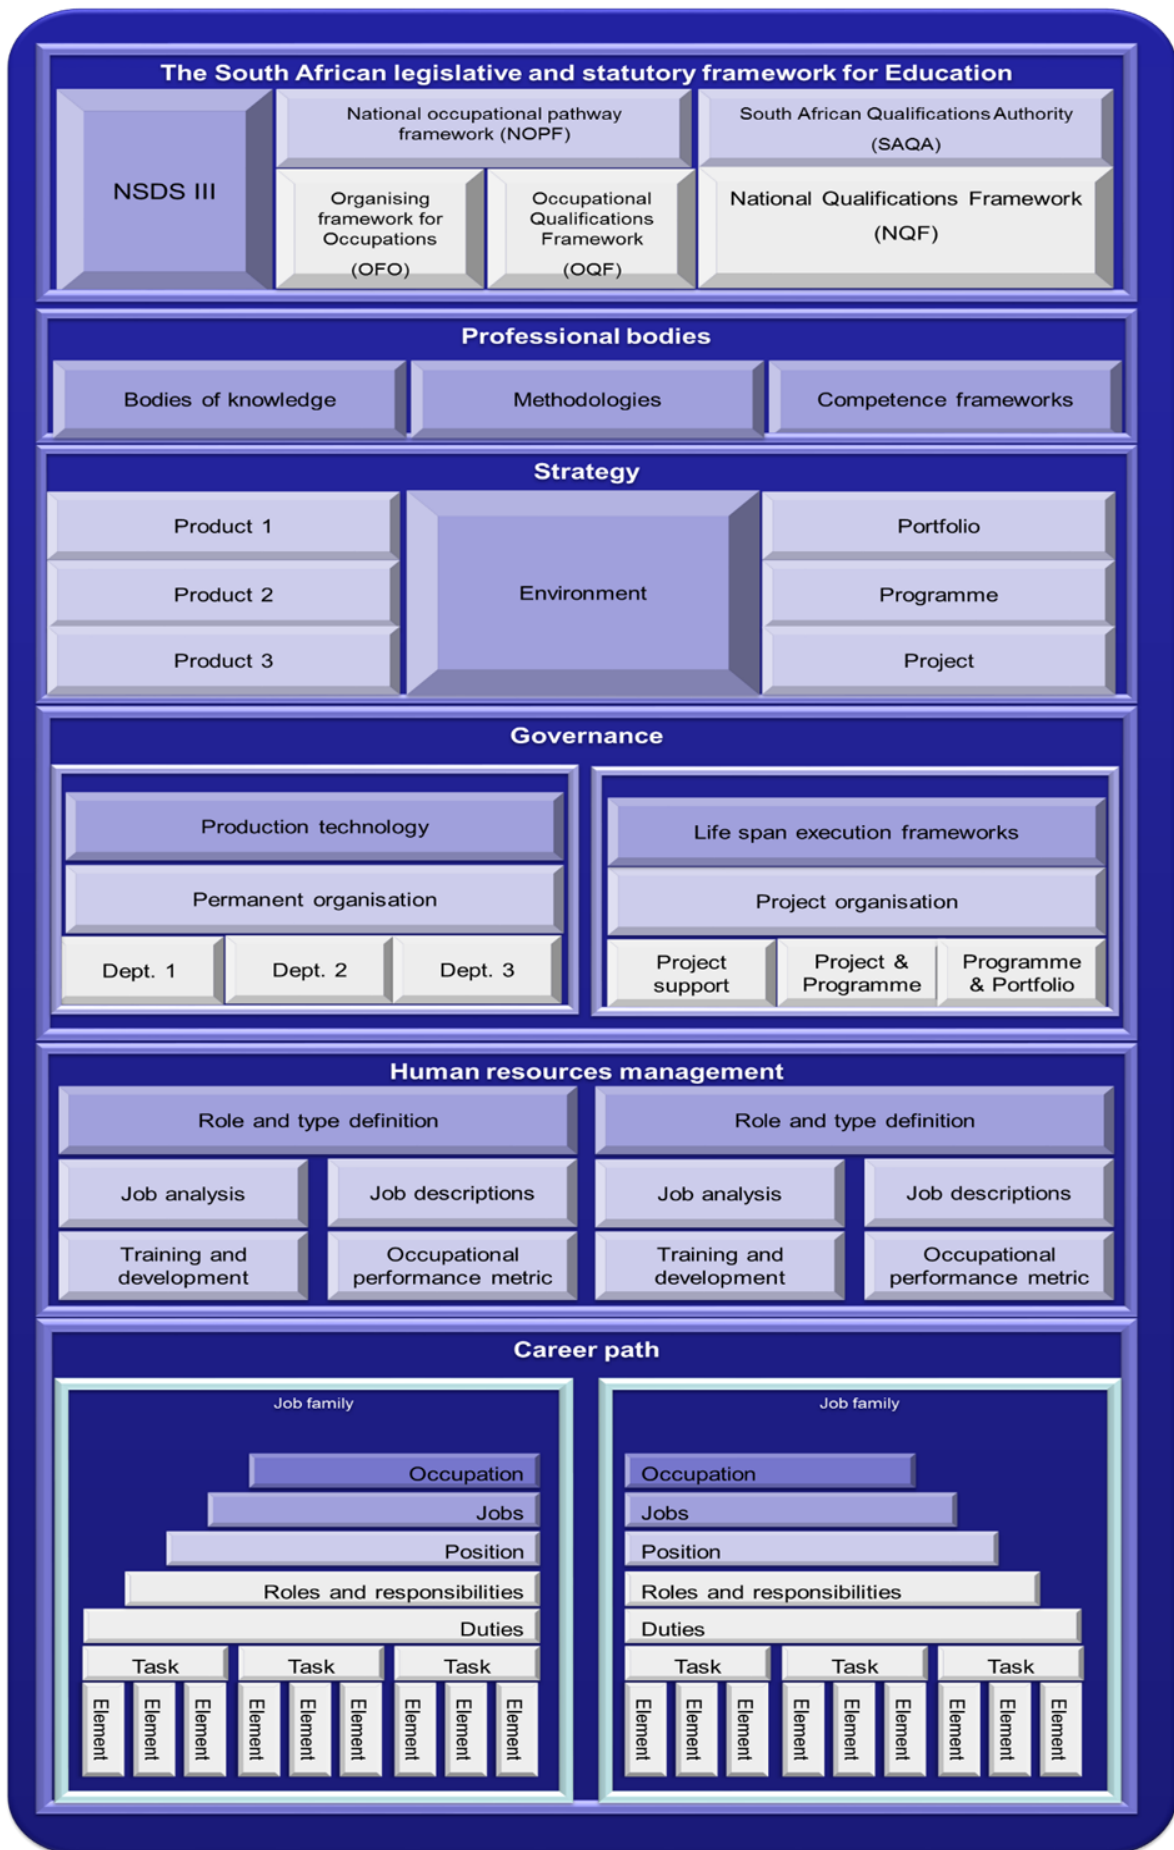 The South African legislative and statutory framework for Education
NSDS III
National occupational pathway
framework (NOPF)
South African Qualifications Authority
(SAQA)
Organising
framework for
Occupations
(OFO)
Occupational
Qualifications
Framework
(OQF)
National Qualifications Framework
(NQF)
Professional bodies
Bodies of knowledge
Methodologies
Competence frameworks
Strategy
Product 1
Product 2
Product 3
Environment
Portfolio
Programme
Project
Governance
Production technology
Permanent organisation
Dept. 1
Dept. 2
Dept. 3
Life span execution frameworks
Project organisation
Project
support
Project &
Programme
Programme
& Portfolio
Human resources management
Role and type definition
Job analysis
Job descriptions
Training and
development
Occupational
performance metric
Role and type definition
Job analysis
Job descriptions
Training and
development
Occupational
performance metric
Career path
Job family
Occupation
Jobs
Position
Roles and responsibilities
Duties
Task
Task
Task
Element
Element
Element
Element
Element
Element
Element
Element
Element
Job family
Occupation
Jobs
Position
Roles and responsibilities
Duties
Task
Task
Task
Element
Element
Element
Element
Element
Element
Element
Element
Element